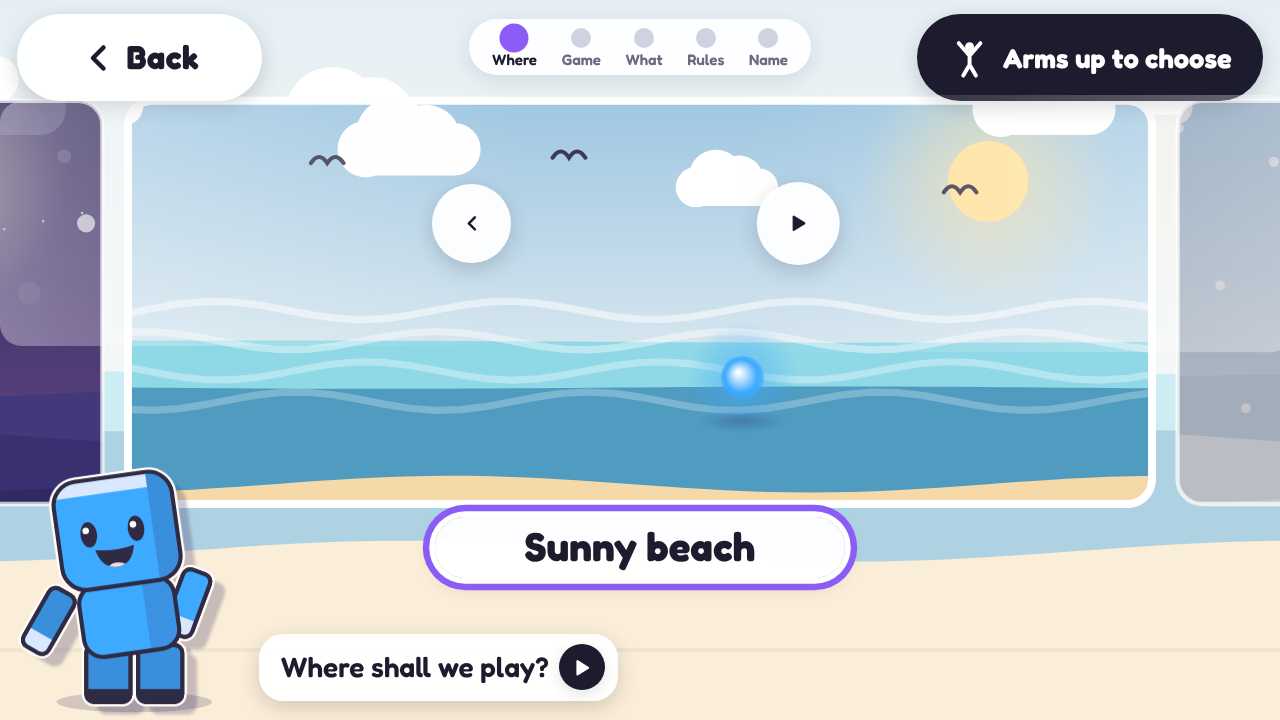 Back
Where
Game
What
Rules
Name
Arms up to choose
Sunny beach
Where shall we play?